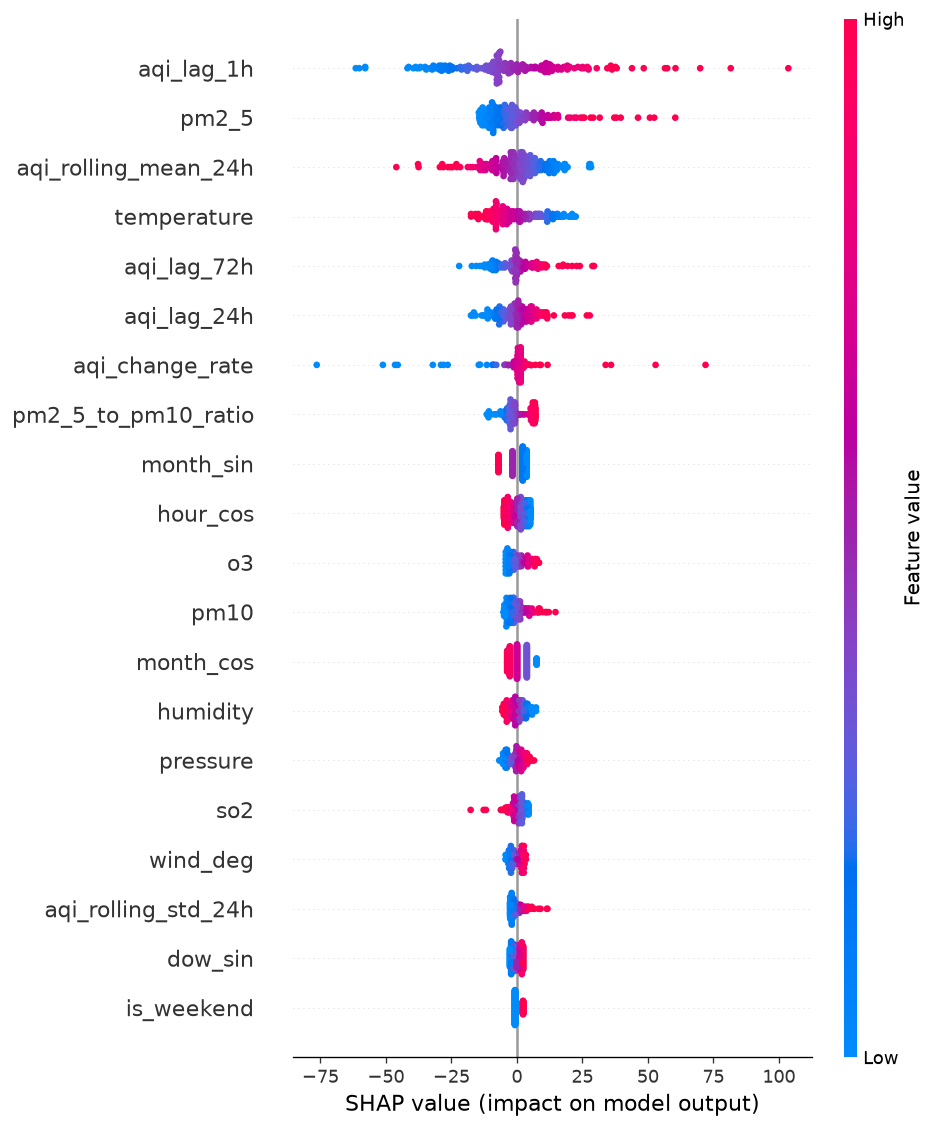 High
aqi_lag_1h
pm2_5
aqi_rolling_mean_24h
temperature
aqi_lag_72h
aqi_lag_24h
aqi_change_rate
pm2_5_to_pm10_ratio
month_sin
hour_cos
o3
pm10
month_cos
humidity
pressure
so2
wind_deg
aqi_rolling_std_24h
dow_sin
is_weekend
Feature value
Low
−75 −50 −25 0 25 50 75 100
SHAP value (impact on model output)